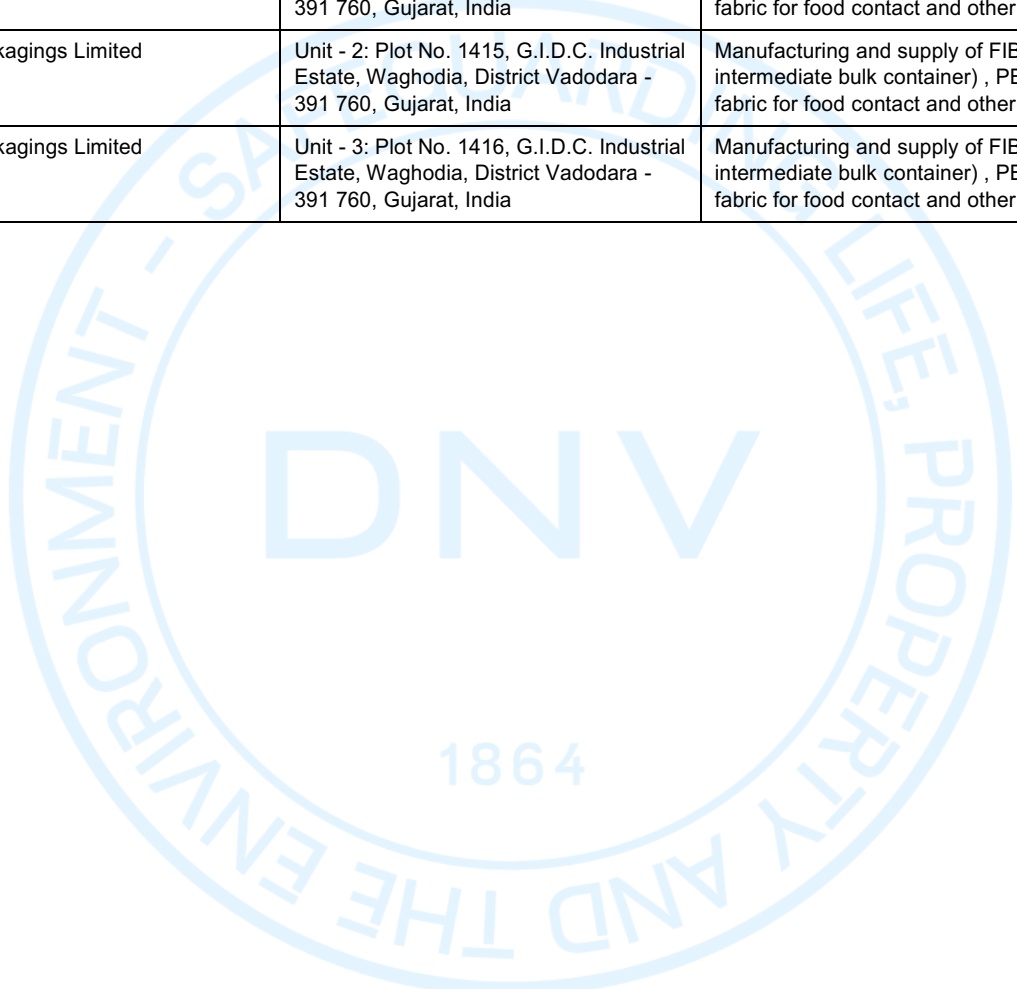 391 760, Gujarat, India
fabric for food contact and other
kagings Limited
Unit - 2: Plot No. 1415, G.I.D.C. Industrial
Estate, Waghodia, District Vadodara -
391 760, Gujarat, India
Manufacturing and supply of FIB
intermediate bulk container) , PE
fabric for food contact and other
kagings Limited
Unit - 3: Plot No. 1416, G.I.D.C. Industrial
Estate, Waghodia, District Vadodara -
391 760, Gujarat, India
Manufacturing and supply of FIB
intermediate bulk container) , PE
fabric for food contact and other
SAFEGUARDING LIFE, PROPERTY AND THE ENVIRONMENT -
DNV
1864